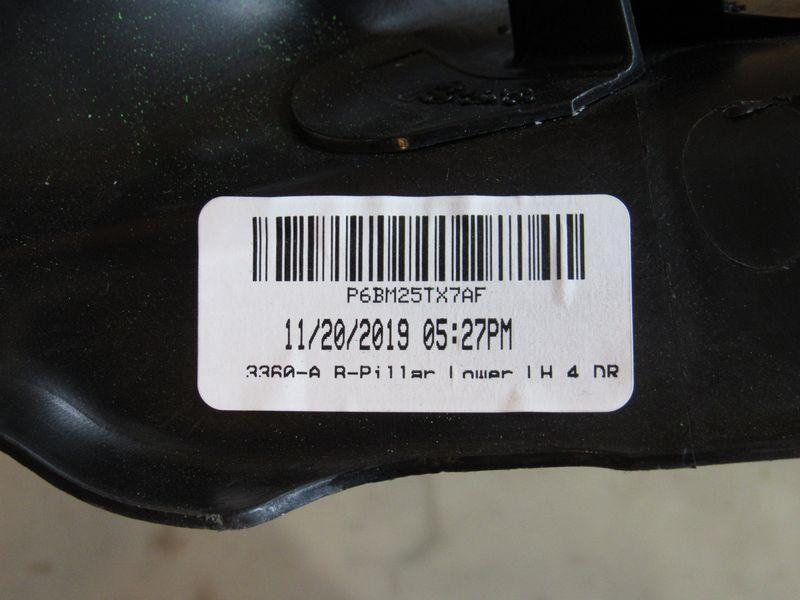 P6BM25TX7AF
11/20/2019 05:27PM
3360-A B-Pillar Lower LH 4 DR